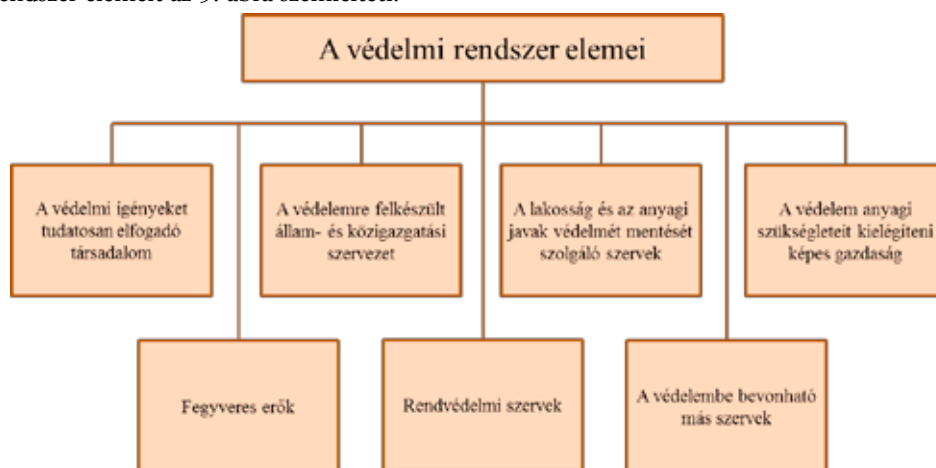 rendszer elemeit az 9. ábra szemlélteti.
A védelmi rendszer elemei
A védelmi igényeket
tudatosan elfogadó
társadalom
A védelemre felkészült
állam- és közigazgatási
szervezet
A lakosság és az anyagi
javak védelmét mentését
szolgáló szervek
A védelem anyagi
szükségleteit kielégíteni
képes gazdaság
Fegyveres erők
Rendvédelmi szervek
A védelembe bevonható
más szervek